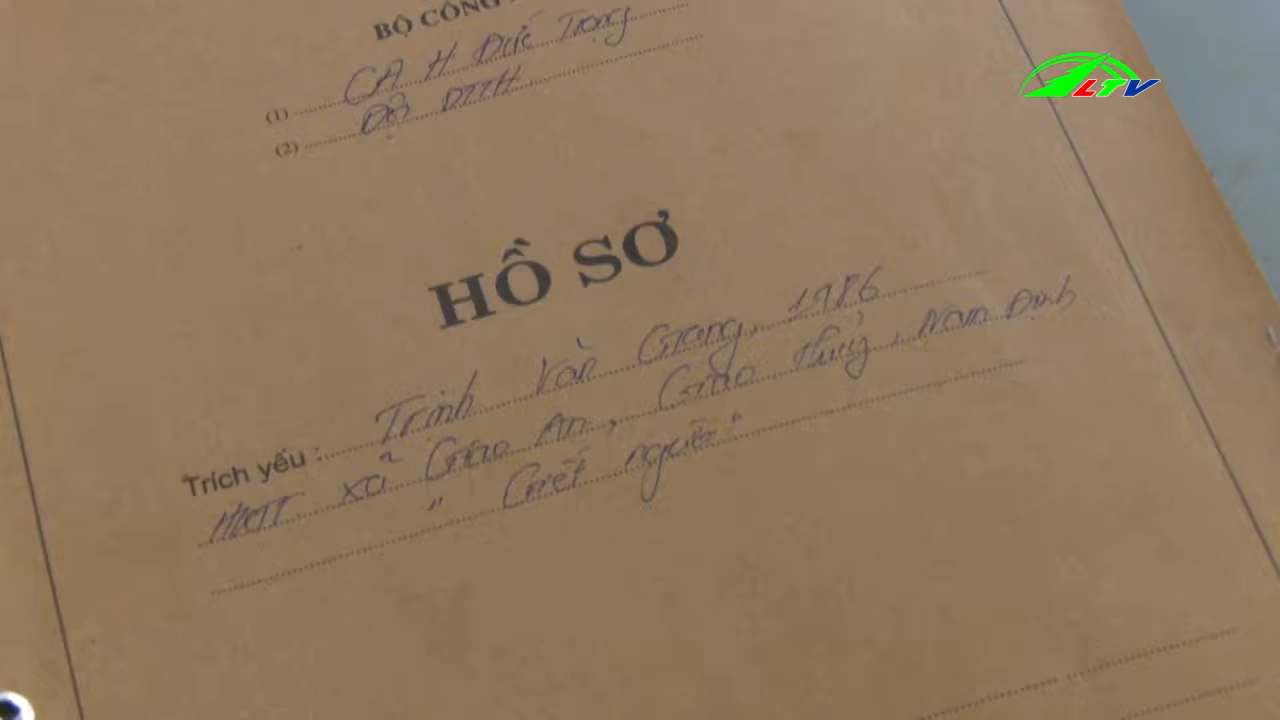 BỘ CÔNG
(1) CA H Đức Trọng
(2) Đội ĐTTH
LTV
HỒ SƠ
Trích yếu : Trịnh Văn Giang, 1986
HKTT xã Giao An, Giao Thủy, Nam Định
" Giết người "